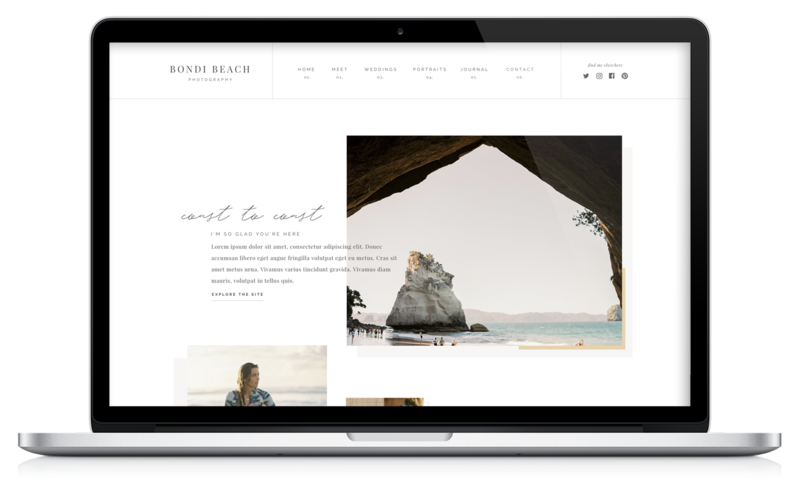 BONDI BEACH
PHOTOGRAPHY
HOME
MEET
WEDDINGS
PORTRAITS
JOURNAL
CONTACT
01.
02.
03.
04.
05.
06.
find me elsewhere
coast to coast
I'M SO GLAD YOU'RE HERE
Lorem ipsum dolor sit amet, consectetur adipiscing elit. Donec
accumsan libero eget augue fringilla volutpat eget eu metus. Cras sit
amet metus urna. Vivamus varius tincidunt gravida. Vivamus diam
mauris, volutpat in tellus quis.
EXPLORE THE SITE